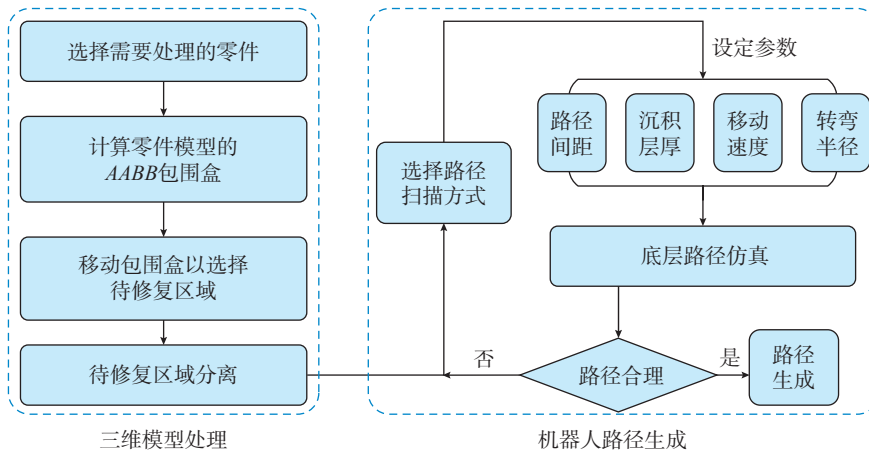 选择需要处理的零件
计算零件模型的
AABB包围盒
移动包围盒以选择
待修复区域
待修复区域分离
三维模型处理
设定参数
路径
间距
沉积
层厚
移动
速度
转弯
半径
选择路径
扫描方式
底层路径仿真
路径合理
否
是
路径
生成
机器人路径生成